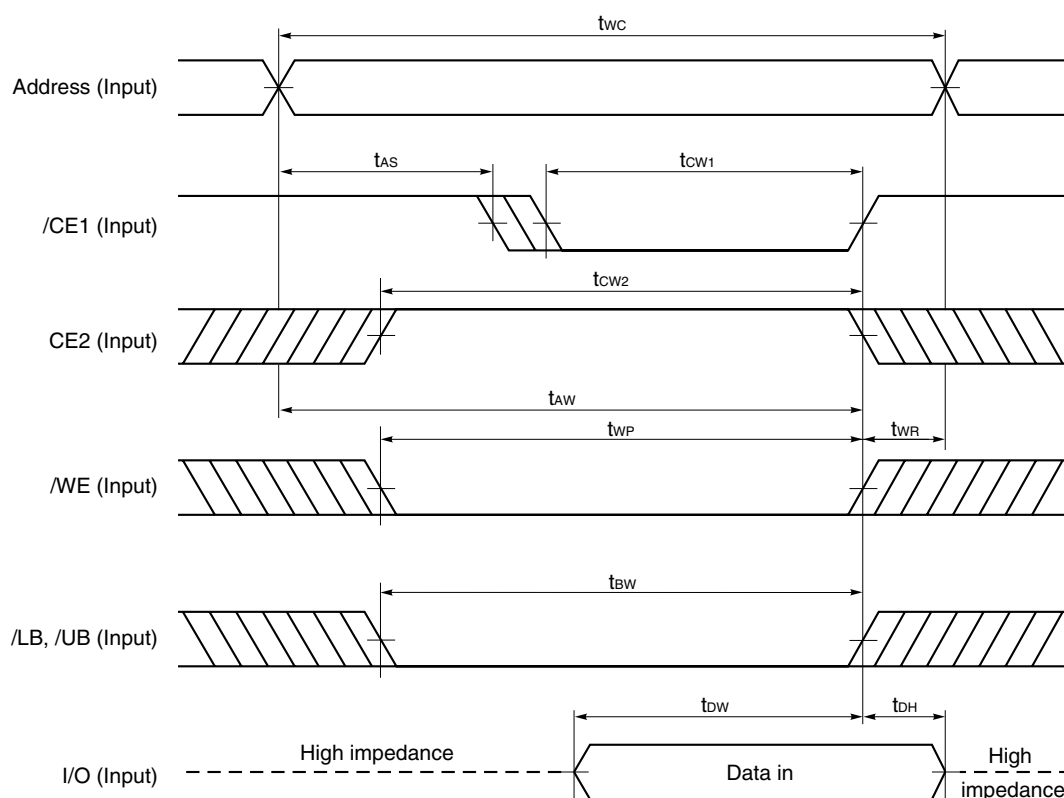 tWC
Address (Input)
tAS
tCW1
/CE1 (Input)
tCW2
CE2 (Input)
tAW
tWP
tWR
/WE (Input)
tBW
/LB, /UB (Input)
tDW
tDH
High impedance
I/O (Input)
Data in
High
impedance